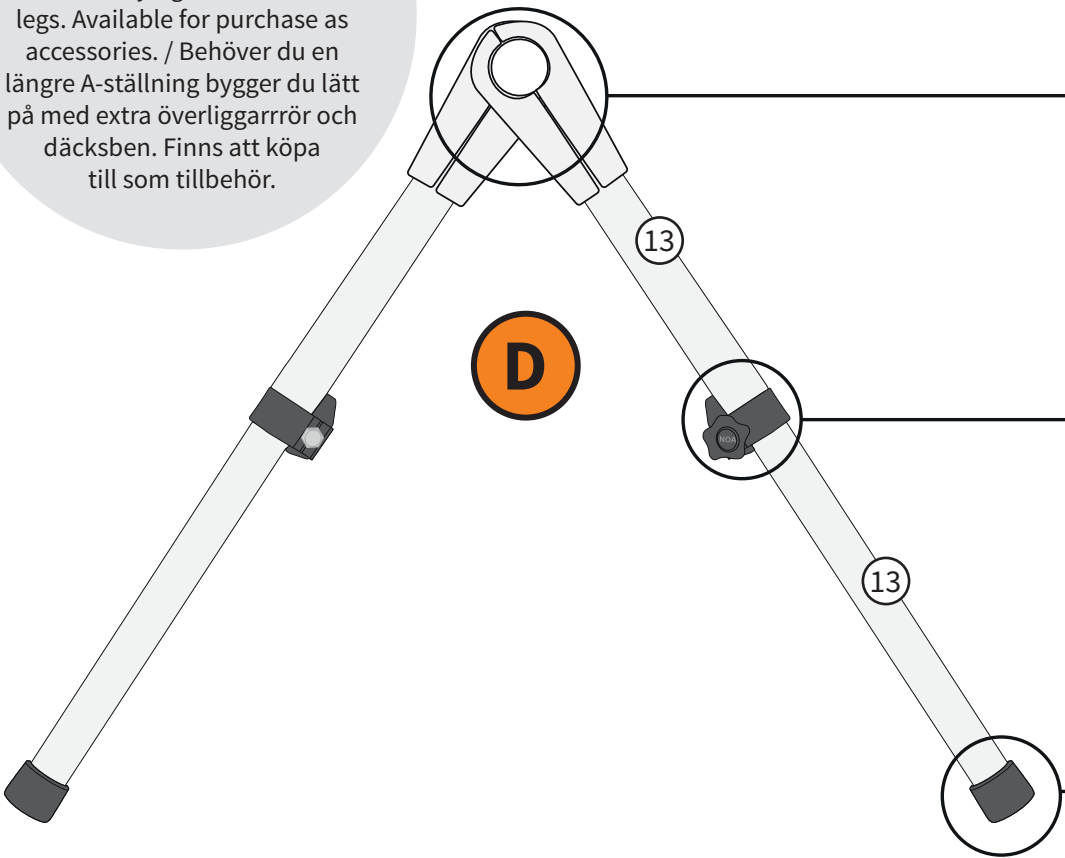 legs. Available for purchase as
accessories. / Behöver du en
längre A-ställning bygger du lätt
på med extra överliggarrrör och
däcksben. Finns att köpa
till som tillbehör.
13
D
NOA
13